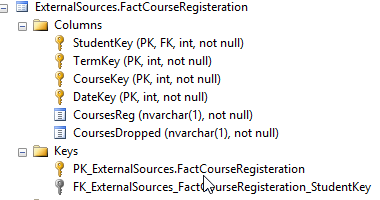 ExternalSources.FactCourseRegisteration
Columns
StudentKey (PK, FK, int, not null)
TermKey (PK, int, not null)
CourseKey (PK, int, not null)
DateKey (PK, int, not null)
CoursesReg (nvarchar(1), not null)
CoursesDropped (nvarchar(1), not null)
Keys
PK_ExternalSources.FactCourseRegisteration
FK_ExternalSources_FactCourseRegisteration_StudentKey